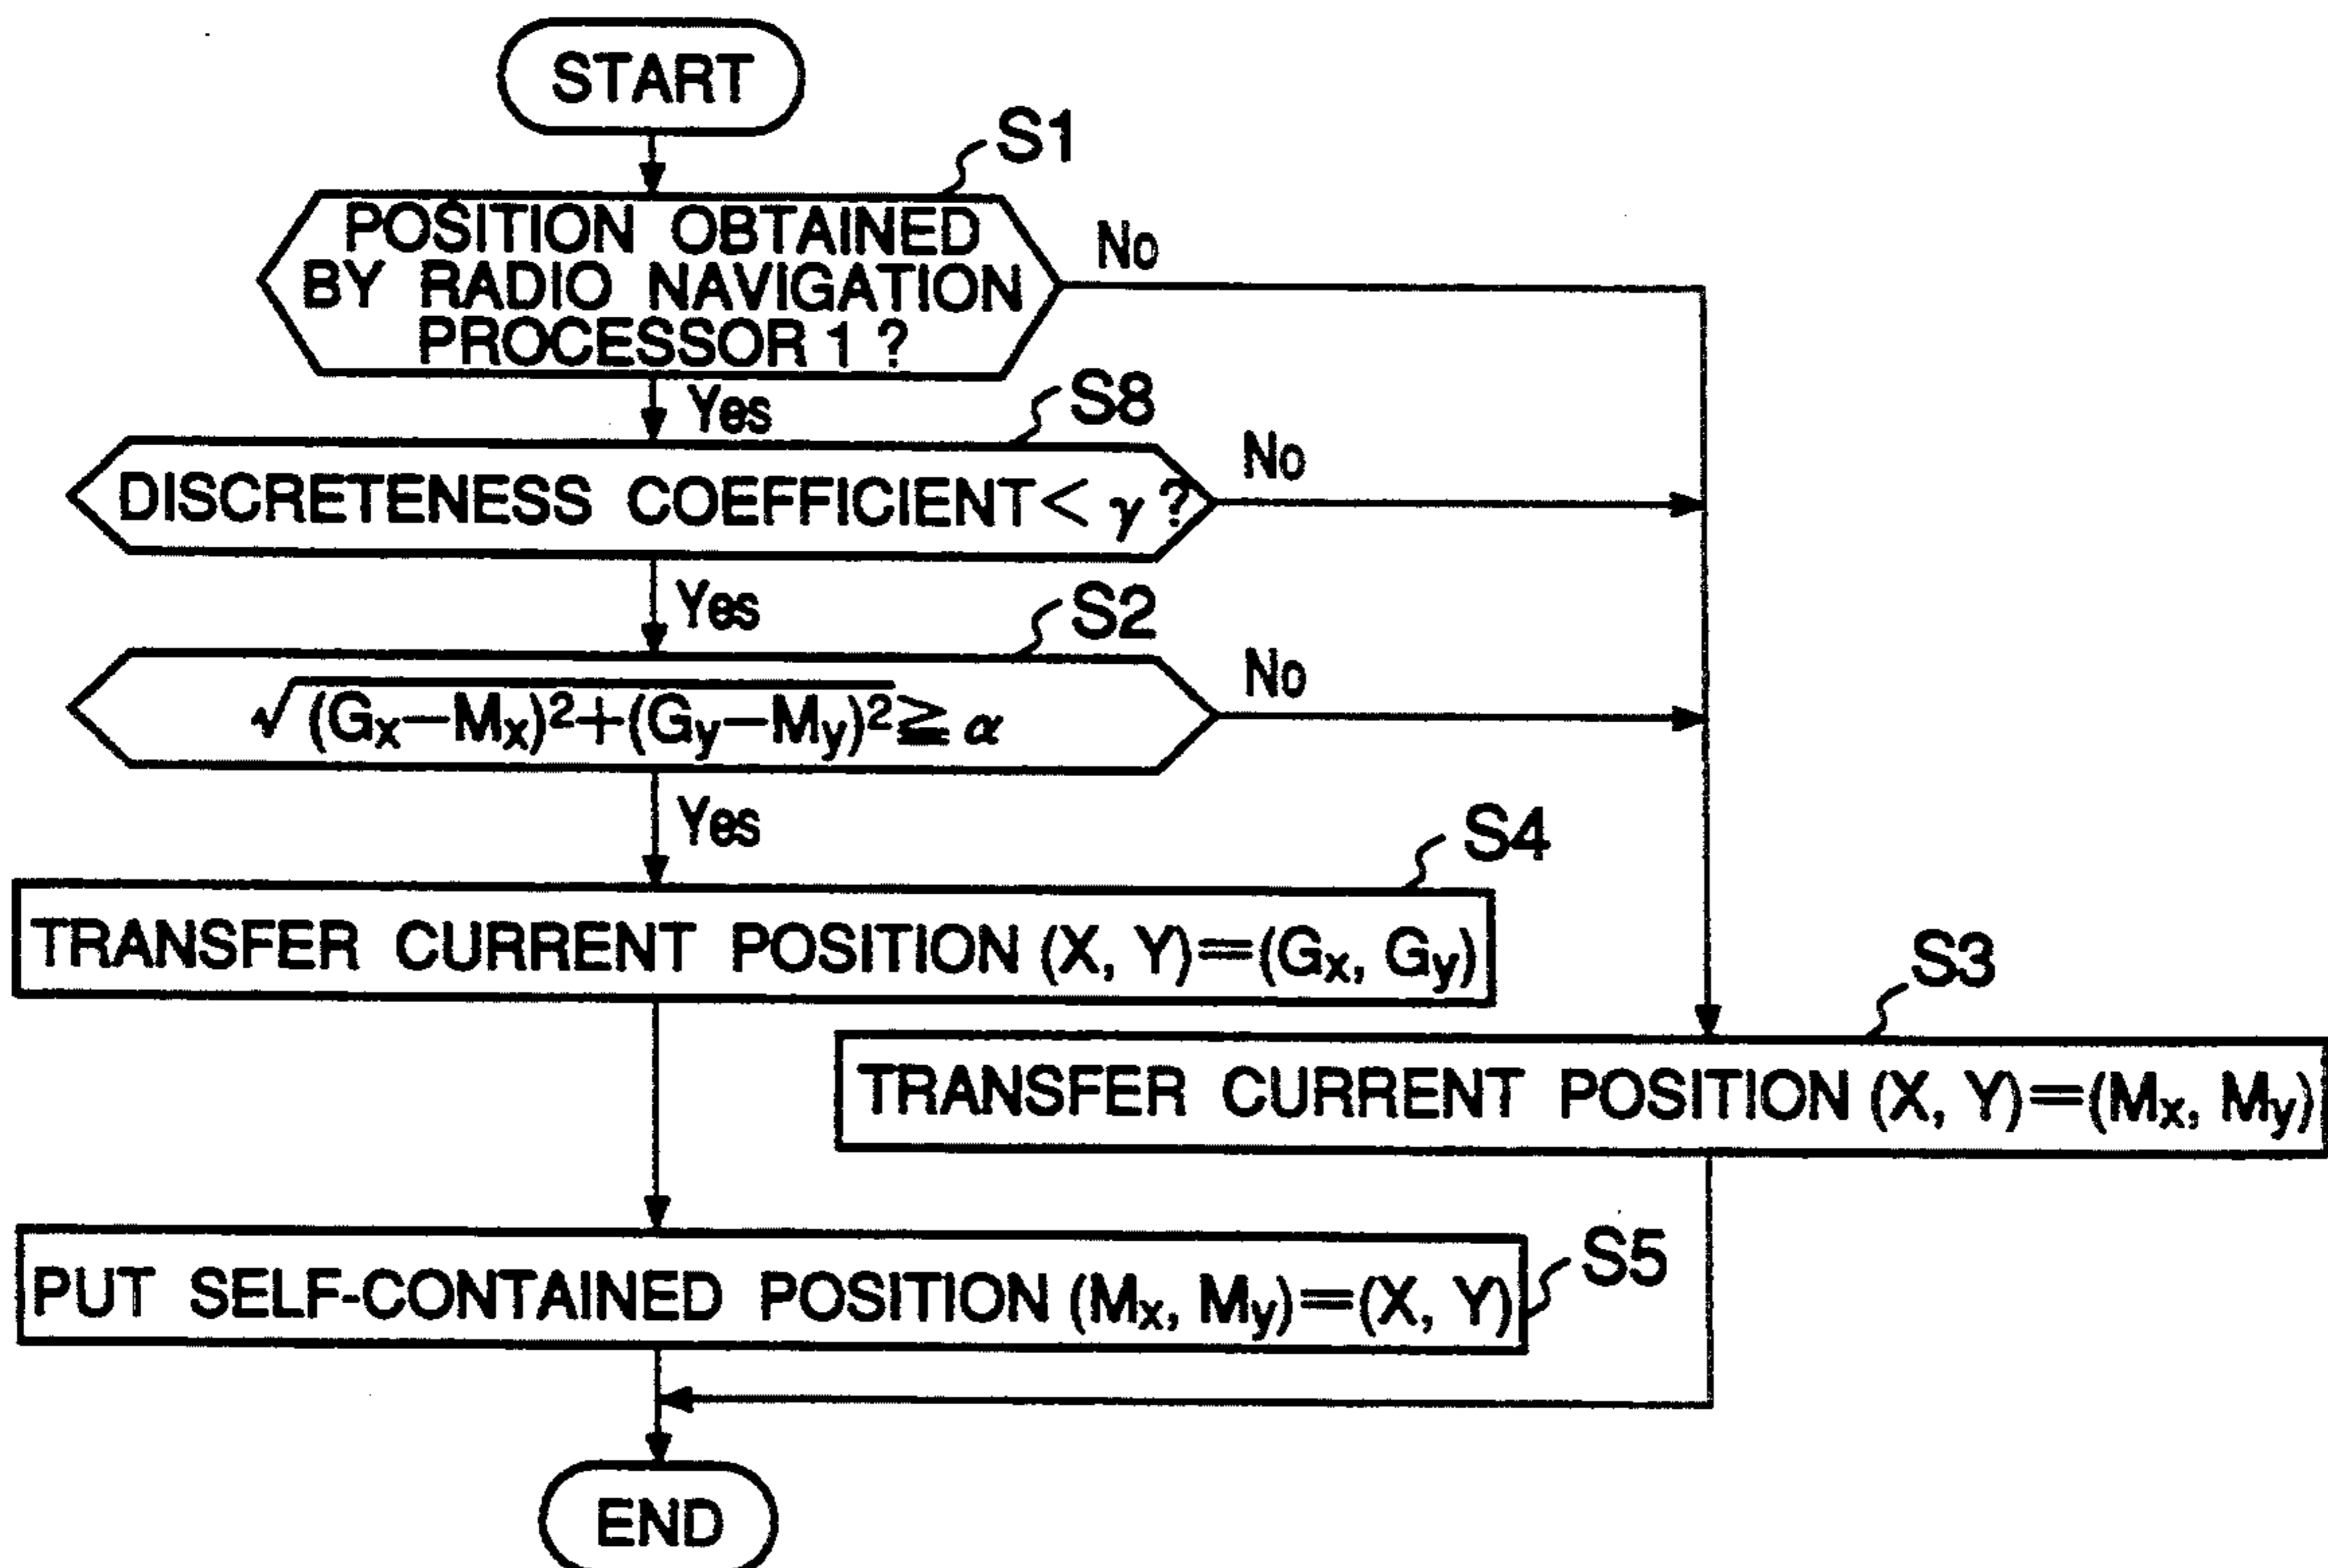 START
S1
POSITION OBTAINED
BY RADIO NAVIGATION
PROCESSOR 1 ?
No
Yes
S8
DISCRETENESS COEFFICIENT < γ ?
No
Yes
S2
√(Gx−Mx)²+(Gy−My)² ≧ α
No
Yes
S4
TRANSFER CURRENT POSITION (X, Y)=(Gx, Gy)
S3
TRANSFER CURRENT POSITION (X, Y)=(Mx, My)
S5
PUT SELF-CONTAINED POSITION (Mx, My)=(X, Y)
END